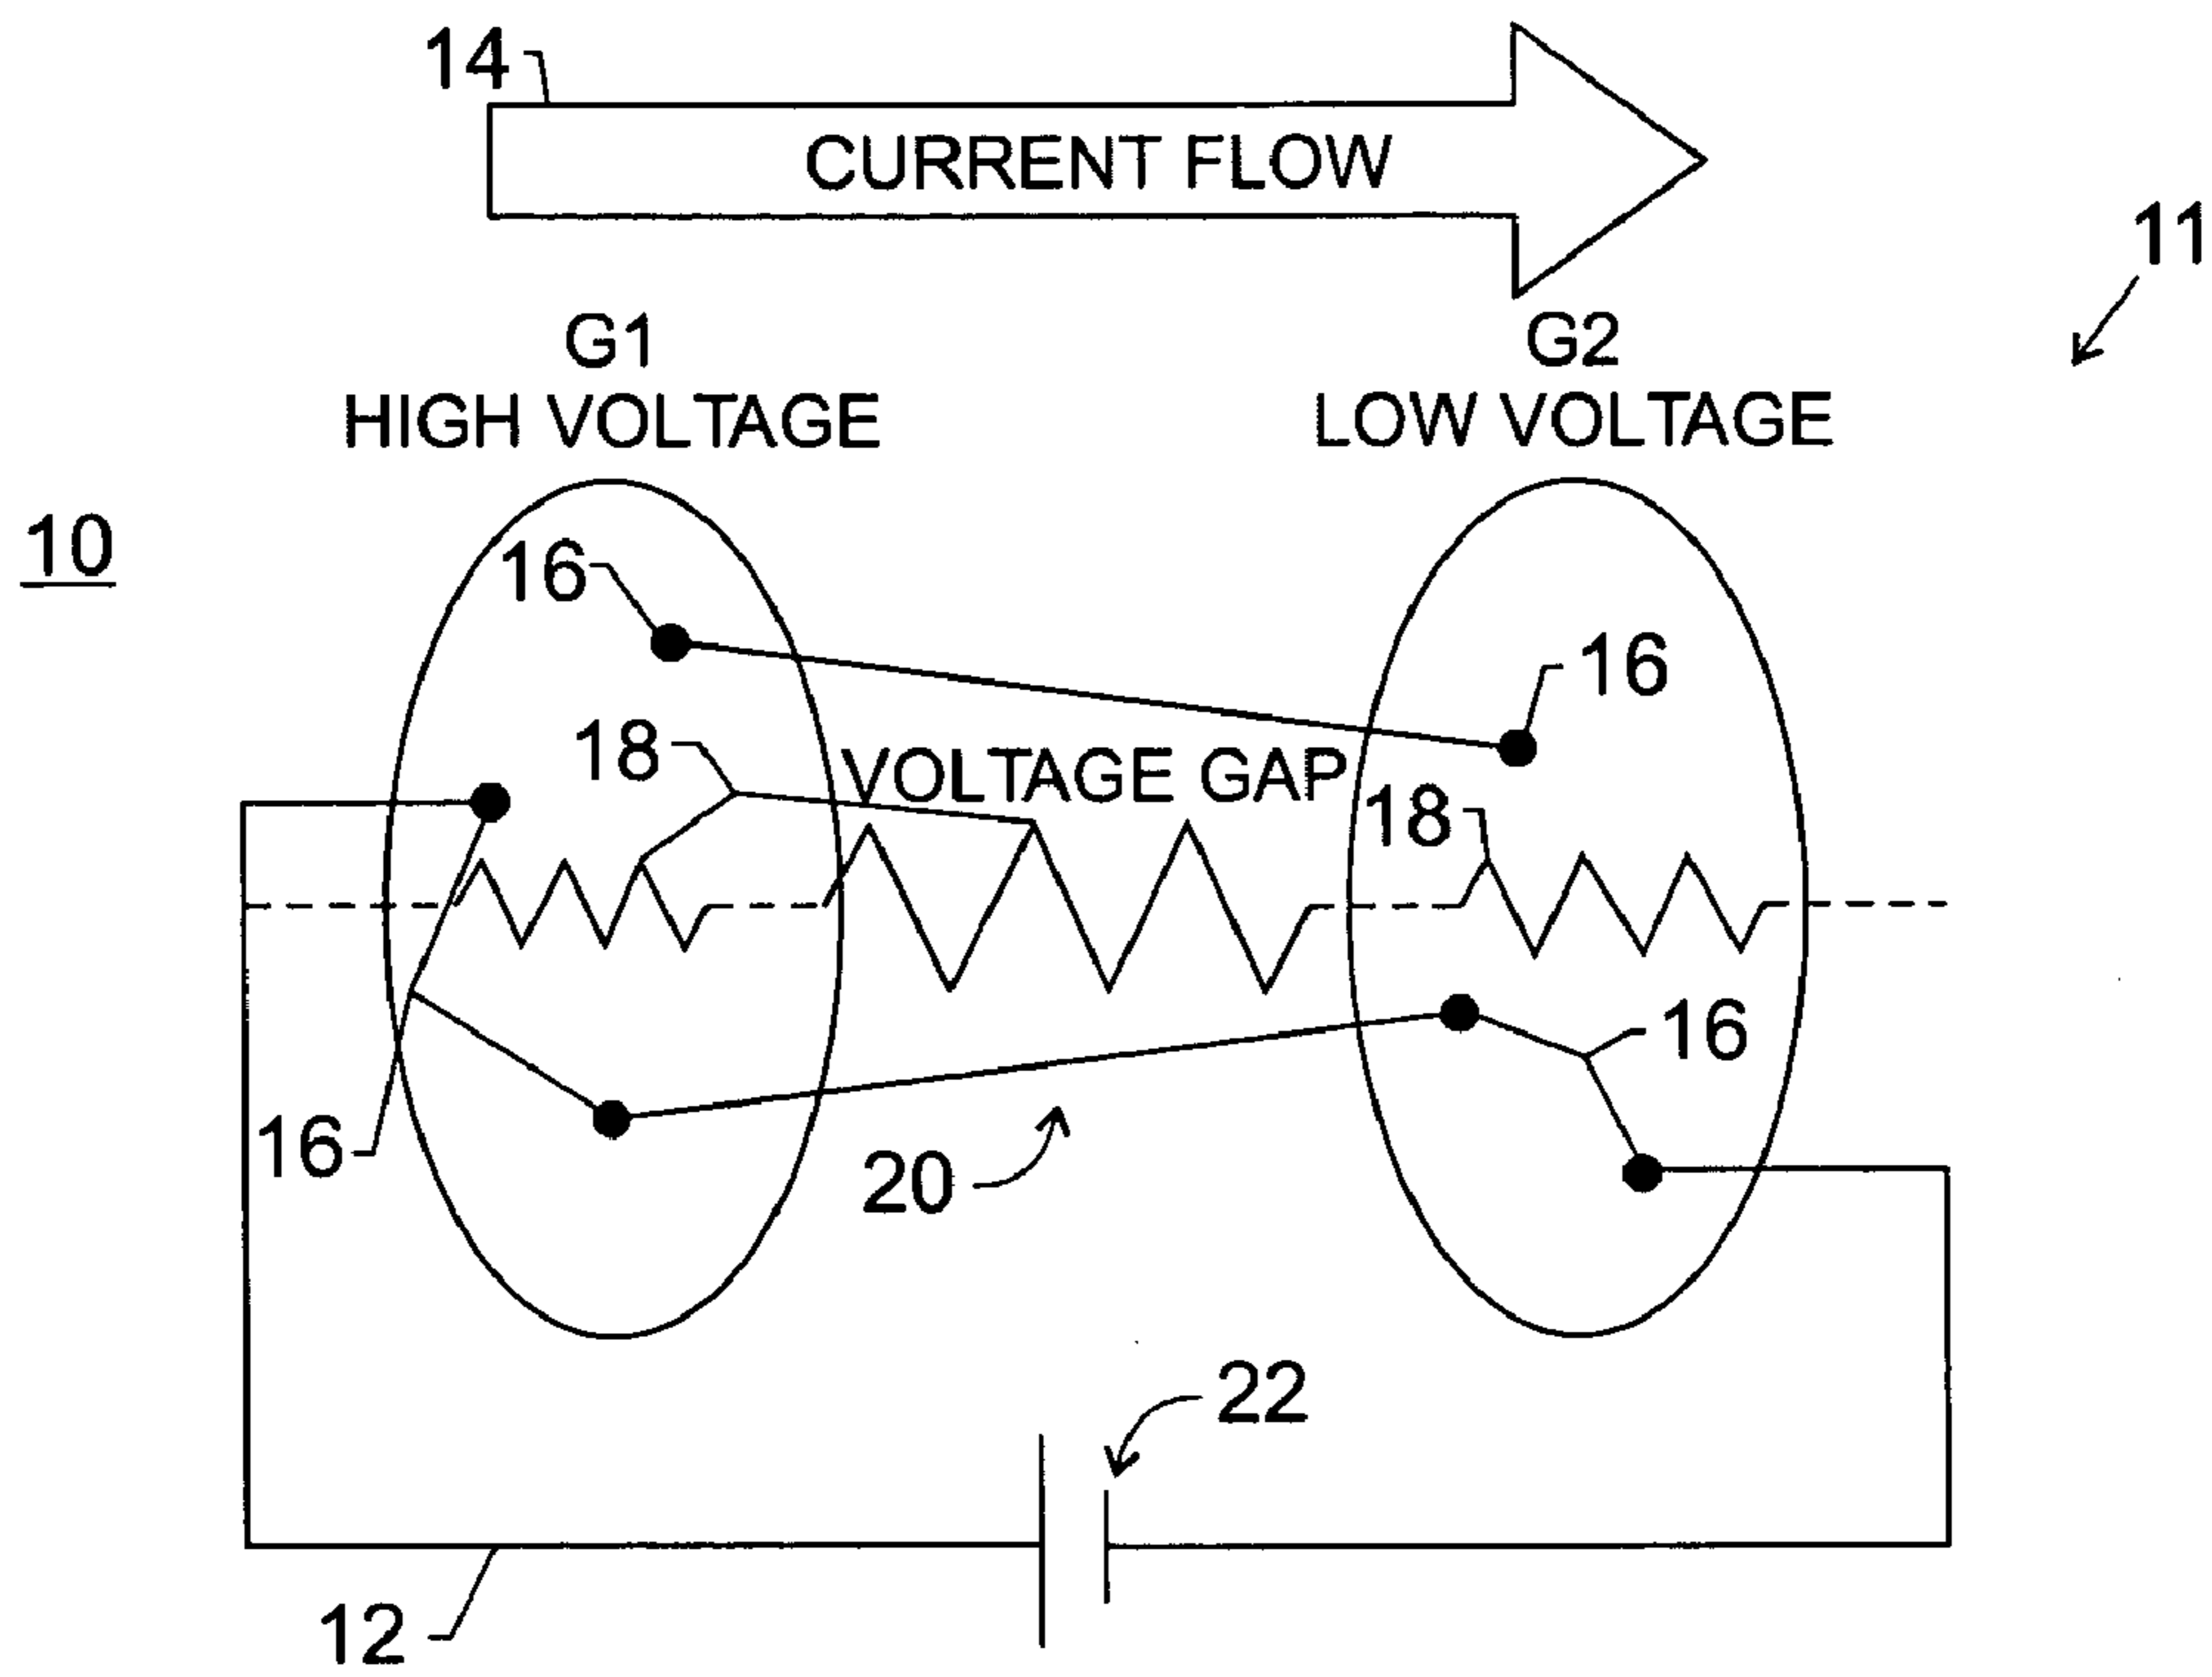 14
CURRENT FLOW
11
G1
HIGH VOLTAGE
G2
LOW VOLTAGE
10
16
16
18
VOLTAGE GAP
18
16
16
20
22
12